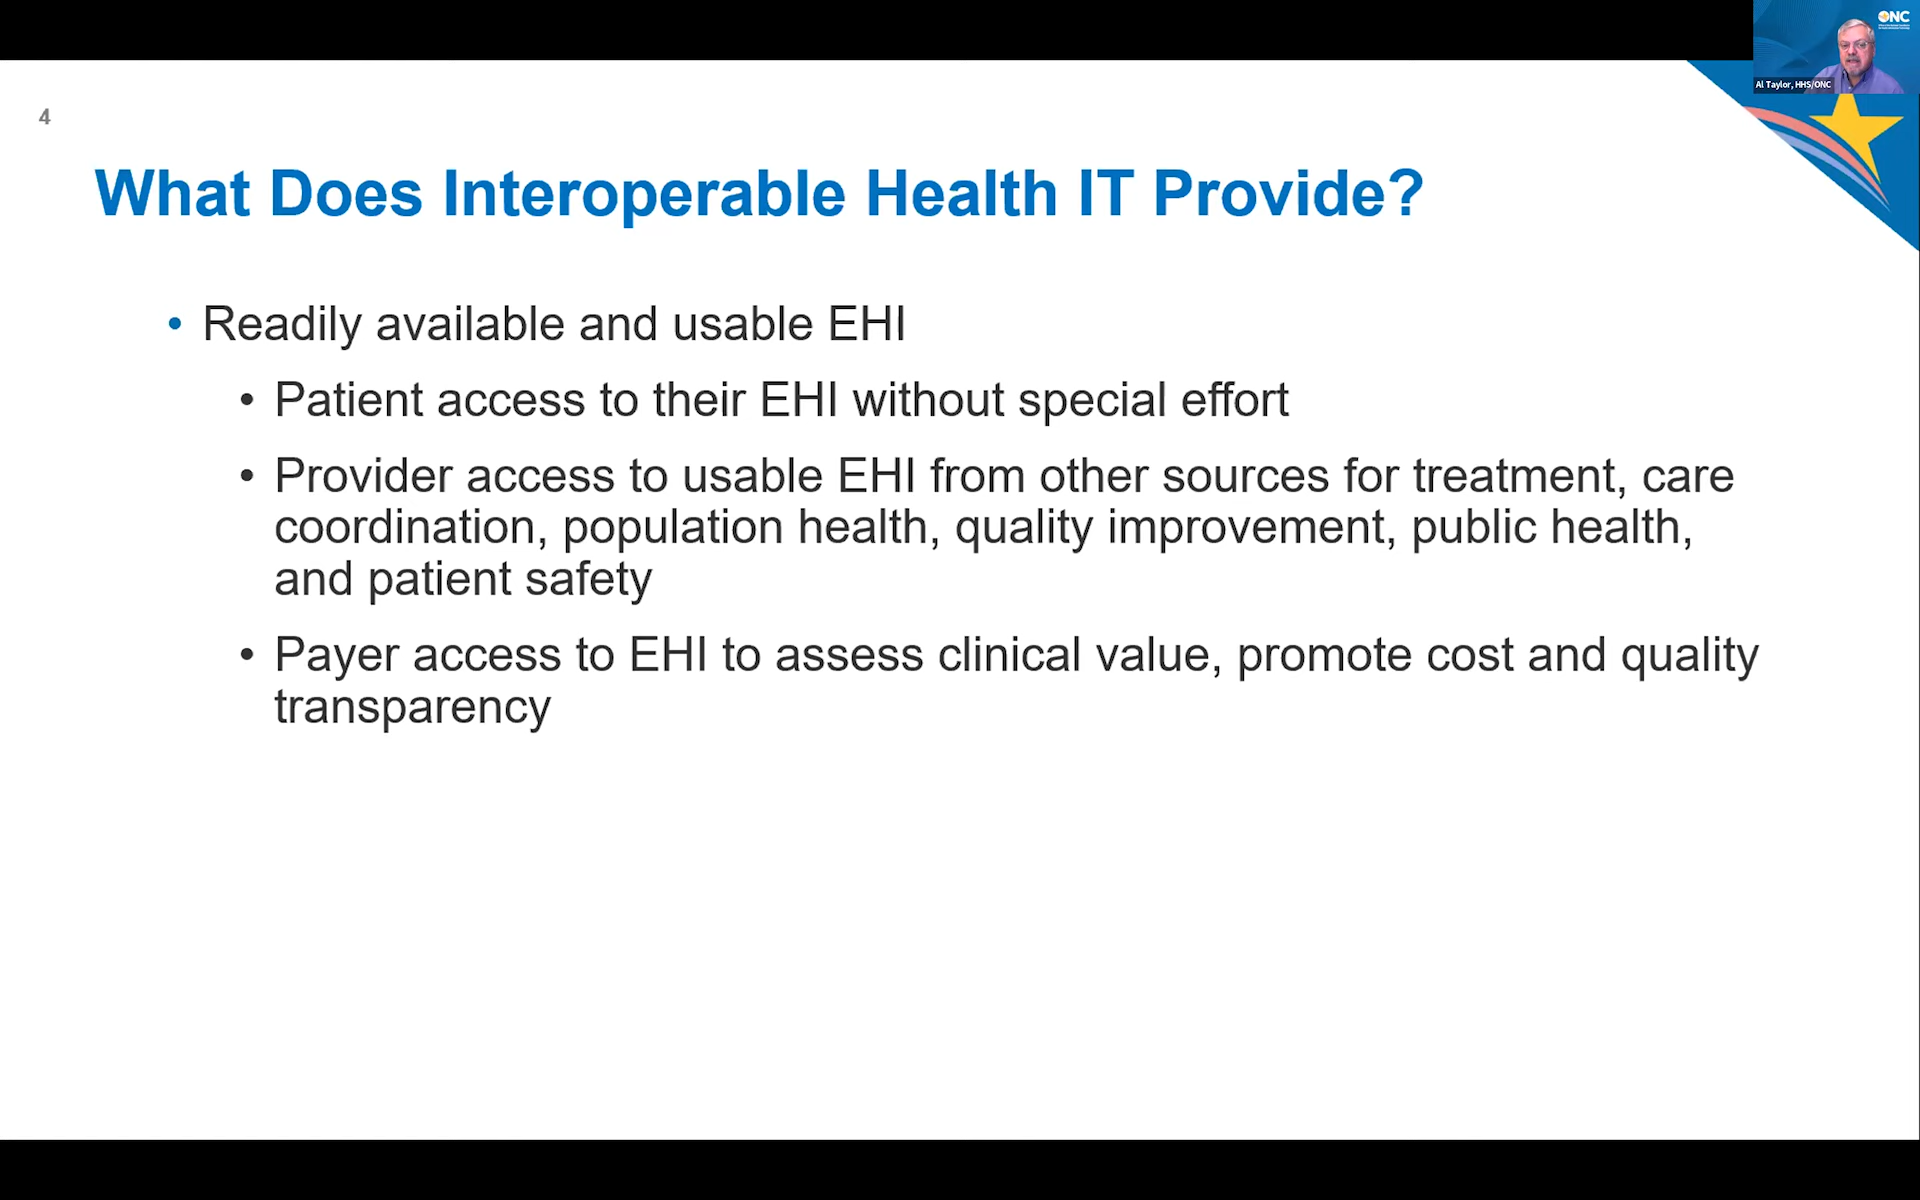 ONC
Al Taylor, HHS/ONC
4
What Does Interoperable Health IT Provide?
• Readily available and usable EHI
• Patient access to their EHI without special effort
• Provider access to usable EHI from other sources for treatment, care
coordination, population health, quality improvement, public health,
and patient safety
• Payer access to EHI to assess clinical value, promote cost and quality
transparency